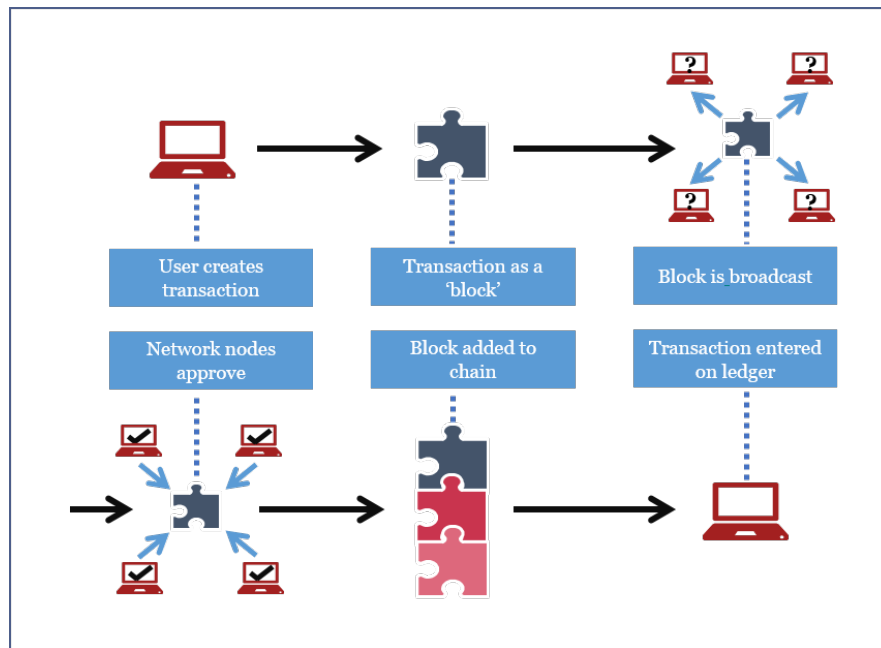 ?
?
?
?
User creates
transaction
Transaction as a
‘block’
Block is broadcast
Network nodes
approve
Block added to
chain
Transaction entered
on ledger